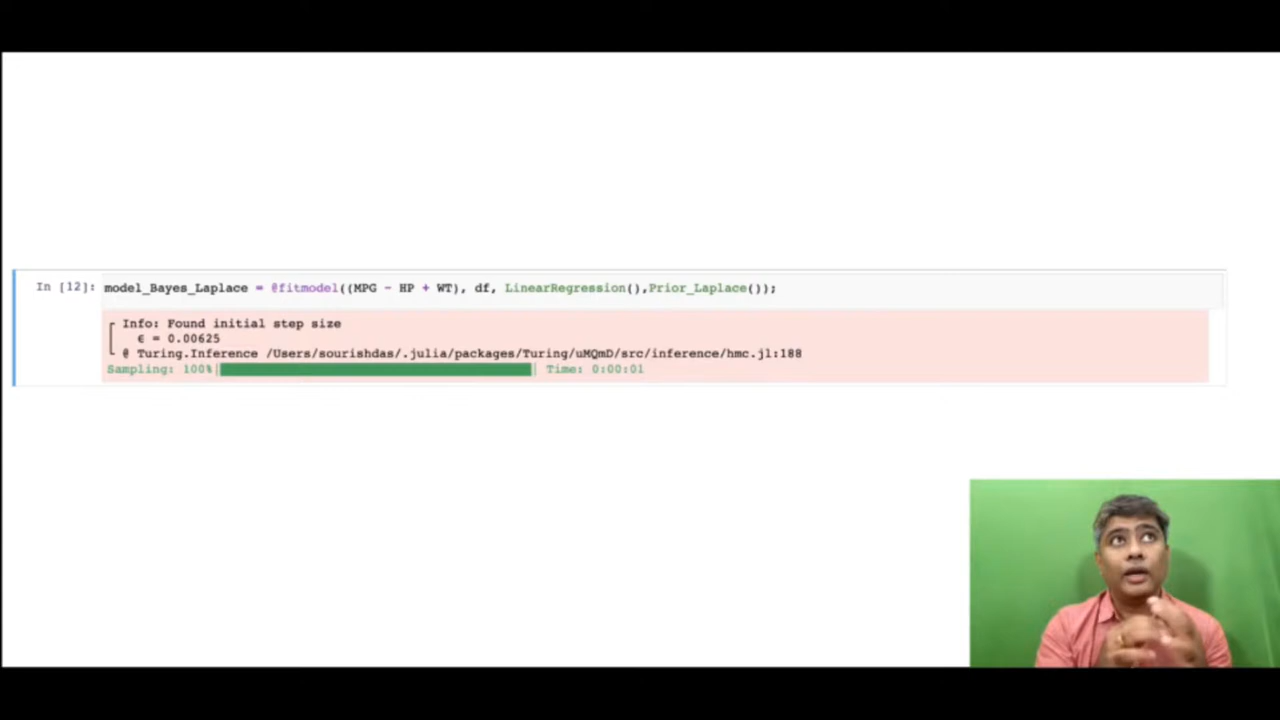 In [12]: model_Bayes_Laplace = @fitmodel((MPG ~ HP + WT), df, LinearRegression(),Prior_Laplace());
┌ Info: Found initial step size
│ ϵ = 0.00625
└ @ Turing.Inference /Users/sourishdas/.julia/packages/Turing/uMQmD/src/inference/hmc.jl:188
Sampling: 100%|█████████████████████████████████████████| Time: 0:00:01